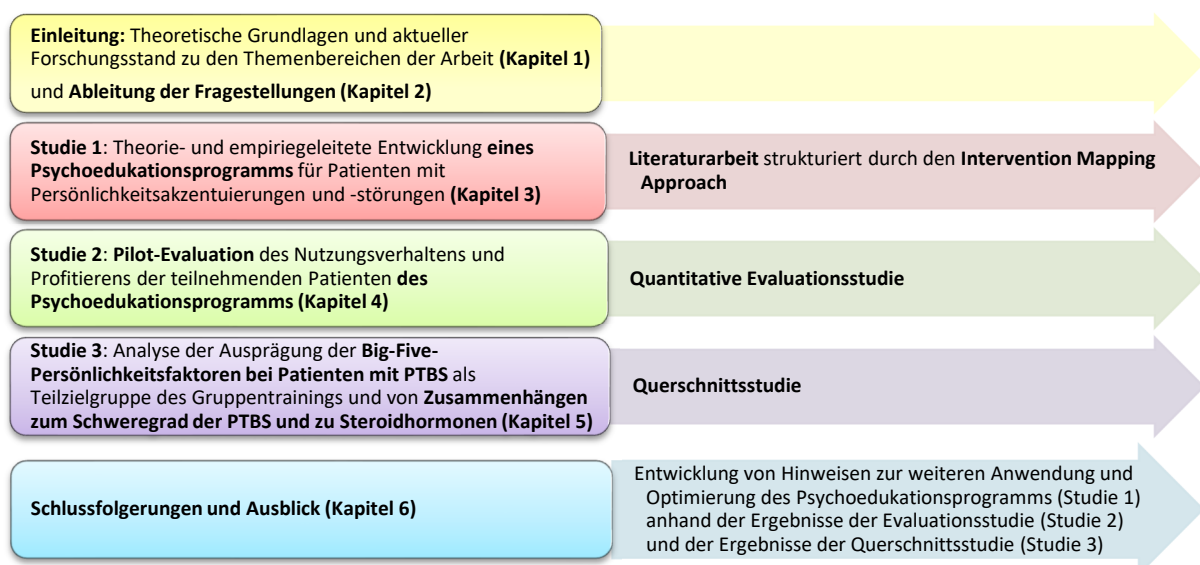 Einleitung: Theoretische Grundlagen und aktueller
Forschungsstand zu den Themenbereichen der Arbeit (Kapitel 1)
und Ableitung der Fragestellungen (Kapitel 2)
Studie 1: Theorie- und empiriegeleitete Entwicklung eines
Psychoedukationsprogramms für Patienten mit
Persönlichkeitsakzentuierungen und -störungen (Kapitel 3)
Literaturarbeit strukturiert durch den Intervention Mapping
Approach
Studie 2: Pilot-Evaluation des Nutzungsverhaltens und
Profitierens der teilnehmenden Patienten des
Psychoedukationsprogramms (Kapitel 4)
Quantitative Evaluationsstudie
Studie 3: Analyse der Ausprägung der Big-Five-
Persönlichkeitsfaktoren bei Patienten mit PTBS als
Teilzielgruppe des Gruppentrainings und von Zusammenhängen
zum Schweregrad der PTBS und zu Steroidhormonen (Kapitel 5)
Querschnittsstudie
Schlussfolgerungen und Ausblick (Kapitel 6)
Entwicklung von Hinweisen zur weiteren Anwendung und
Optimierung des Psychoedukationsprogramms (Studie 1)
anhand der Ergebnisse der Evaluationsstudie (Studie 2)
und der Ergebnisse der Querschnittsstudie (Studie 3)